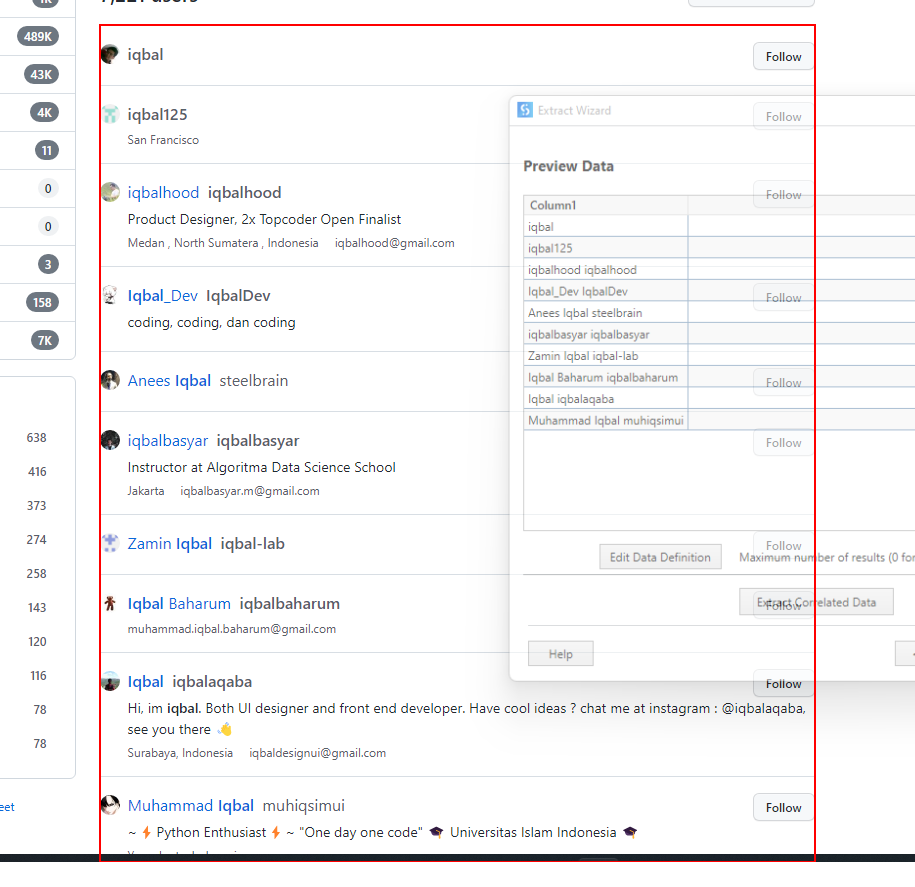 1K
489K
43K
4K
11
0
0
3
158
7K
638
416
373
274
258
143
120
116
78
78
eet
7,221 users
iqbal
Follow
iqbal125
San Francisco
Follow
iqbalhood iqbalhood
Product Designer, 2x Topcoder Open Finalist
Medan , North Sumatera , Indonesia iqbalhood@gmail.com
Follow
Iqbal_Dev IqbalDev
coding, coding, dan coding
Follow
Anees Iqbal steelbrain
Follow
iqbalbasyar iqbalbasyar
Instructor at Algoritma Data Science School
Jakarta iqbalbasyar.m@gmail.com
Follow
Zamin Iqbal iqbal-lab
Follow
Iqbal Baharum iqbalbaharum
muhammad.iqbal.baharum@gmail.com
Follow
Iqbal iqbalaqaba
Hi, im iqbal. Both UI designer and front end developer. Have cool ideas ? chat me at instagram : @iqbalaqaba,
see you there 👋
Surabaya, Indonesia iqbaldesignui@gmail.com
Follow
Muhammad Iqbal muhiqsimui
~ ⚡ Python Enthusiast ⚡ ~ "One day one code" 🎓 Universitas Islam Indonesia 🎓
Follow
Extract Wizard
Preview Data
Column1
iqbal
iqbal125
iqbalhood iqbalhood
Iqbal_Dev IqbalDev
Anees Iqbal steelbrain
iqbalbasyar iqbalbasyar
Zamin Iqbal iqbal-lab
Iqbal Baharum iqbalbaharum
Iqbal iqbalaqaba
Muhammad Iqbal muhiqsimui
Edit Data Definition Maximum number of results (0 for
Extract Correlated Data
Help